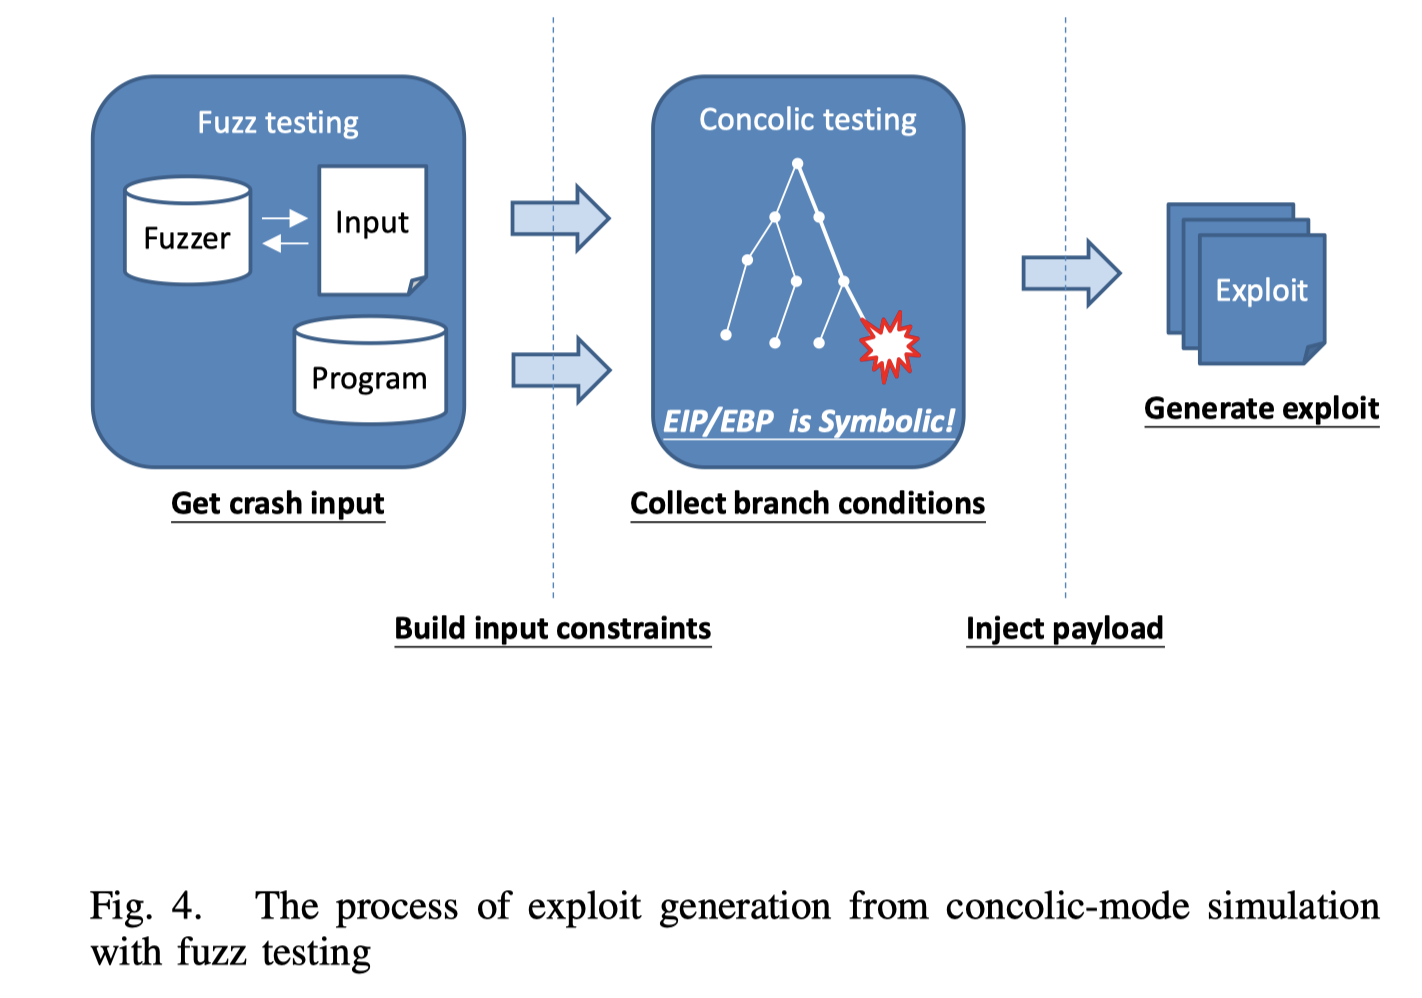 Fuzz testing
Fuzzer
Input
Program
Get crash input
Build input constraints
Concolic testing
EIP/EBP is Symbolic!
Collect branch conditions
Inject payload
Exploit
Generate exploit
Fig. 4. The process of exploit generation from concolic-mode simulation
with fuzz testing